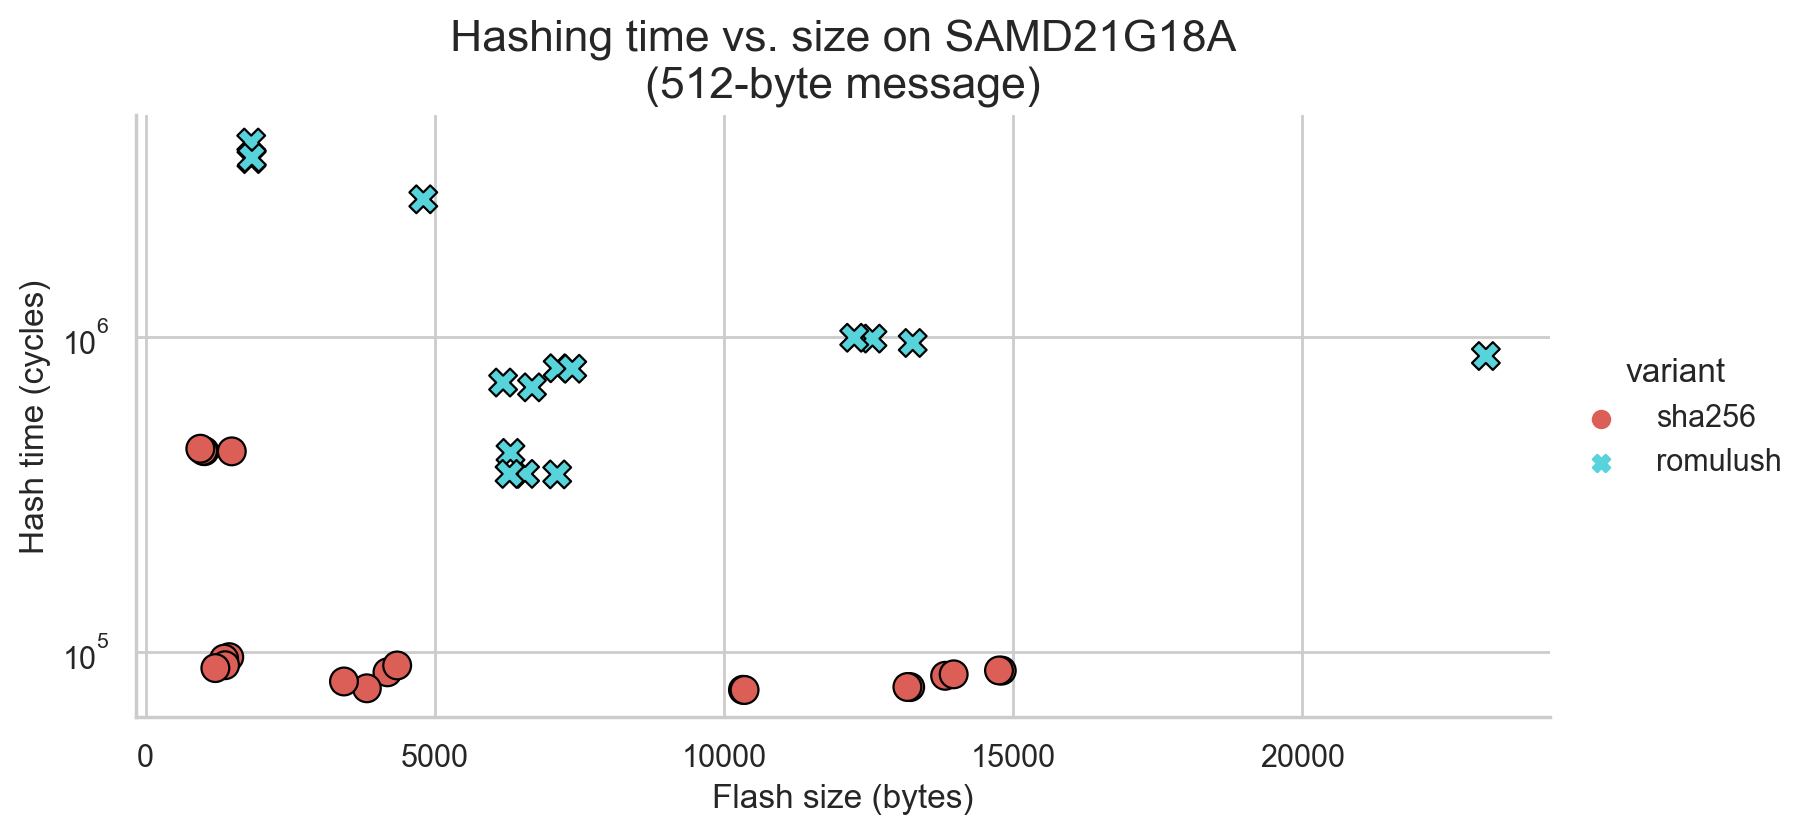 Hashing time vs. size on SAMD21G18A
(512-byte message)
Hash time (cycles)
10^6
10^5
0 5000 10000 15000 20000
Flash size (bytes)
variant
sha256
romulush